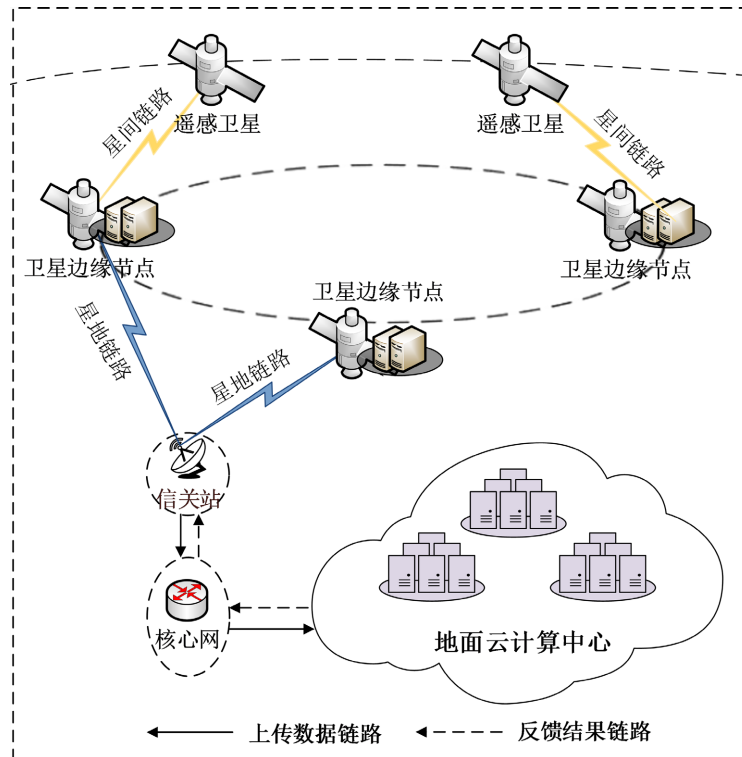 遥感卫星
遥感卫星
星间链路
星间链路
卫星边缘节点
卫星边缘节点
卫星边缘节点
星地链路
星地链路
信关站
核心网
地面云计算中心
上传数据链路
反馈结果链路